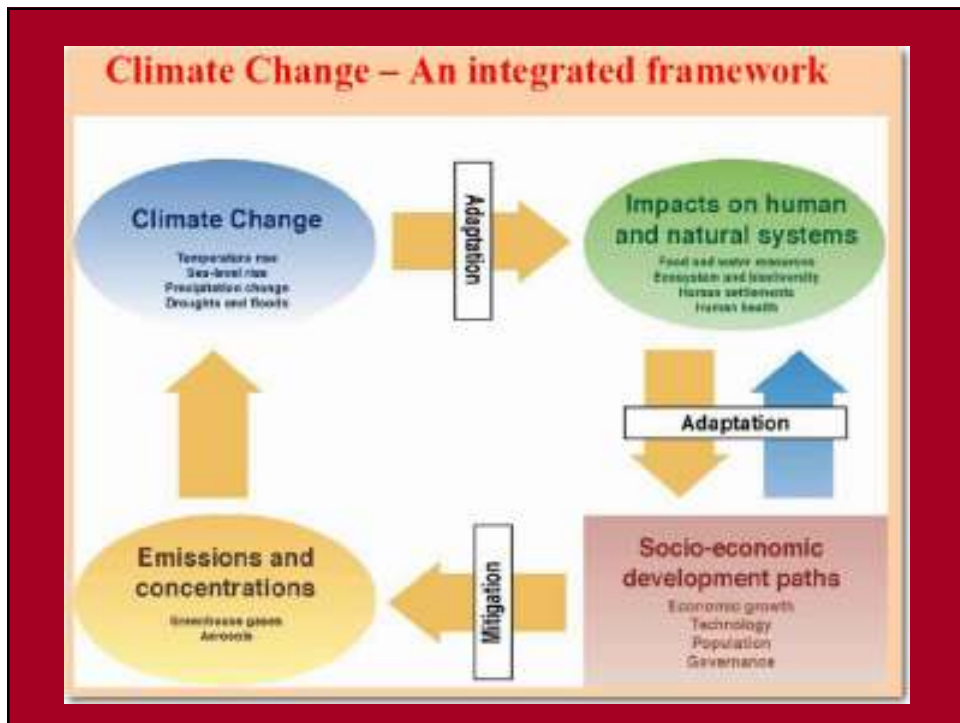 Climate Change – An integrated framework
Climate Change
Temperature rise
Sea-level rise
Precipitation change
Droughts and floods
Adaptation
Impacts on human
and natural systems
Food and water resources
Ecosystem and biodiversity
Human settlements
Human health
Adaptation
Emissions and
concentrations
Greenhouse gases
Aerosols
Mitigation
Socio-economic
development paths
Economic growth
Technology
Population
Governance